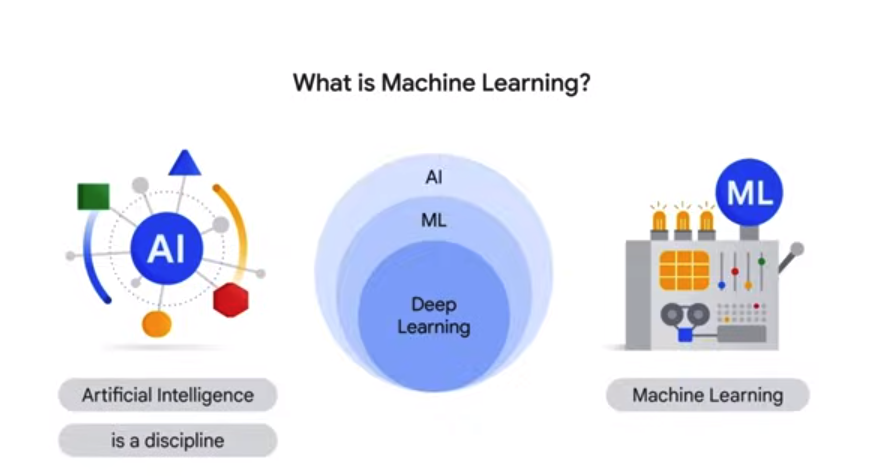 What is Machine Learning?
AI
AI
ML
Deep
Learning
ML
Artificial Intelligence
is a discipline
Machine Learning